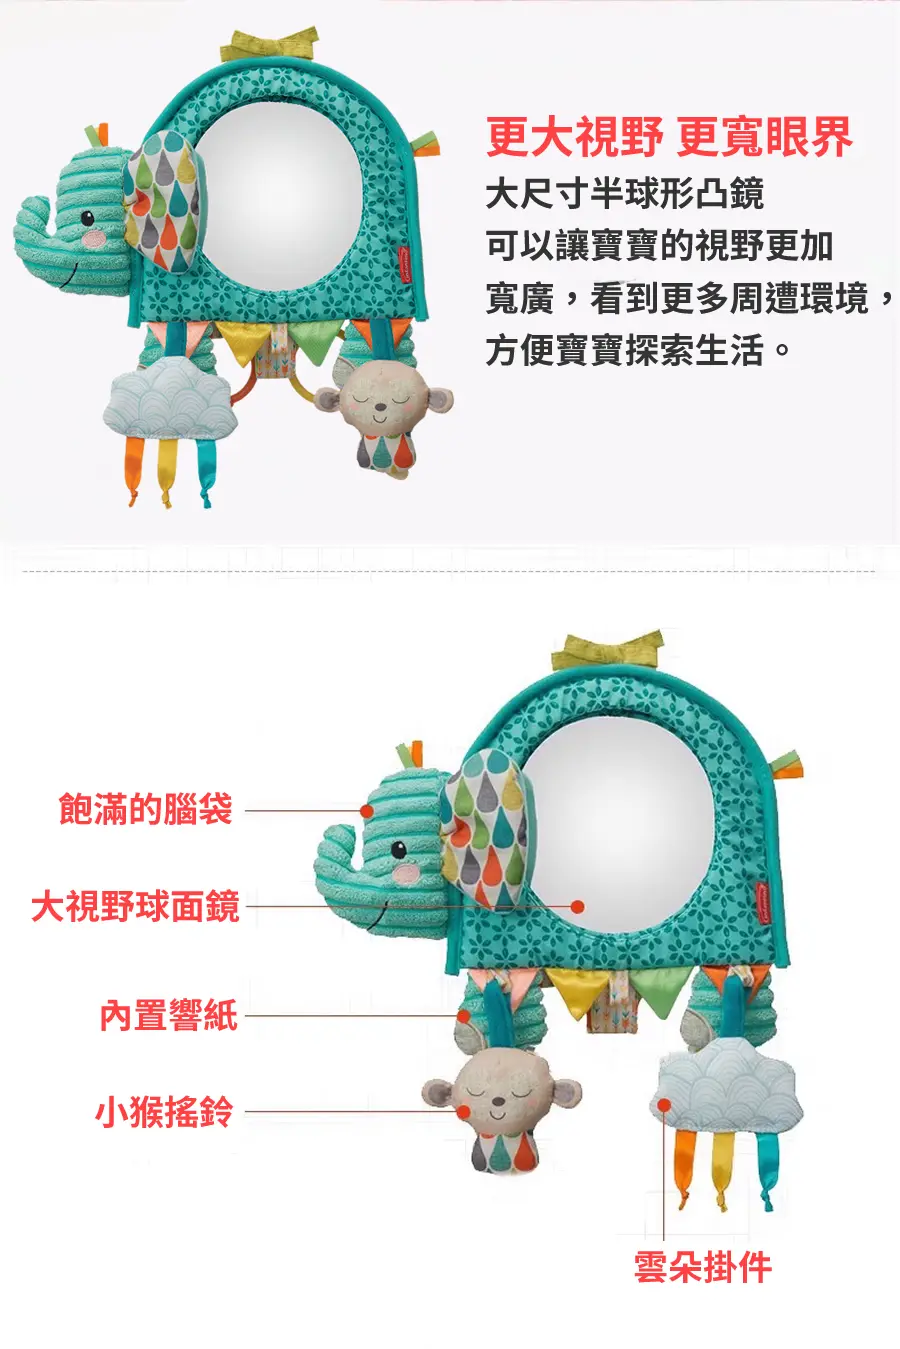 更大視野 更寬眼界
大尺寸半球形凸鏡
可以讓寶寶的視野更加
寬廣，看到更多周遭環境，
方便寶寶探索生活。
飽滿的腦袋
大視野球面鏡
內置響紙
小猴搖鈴
雲朵掛件